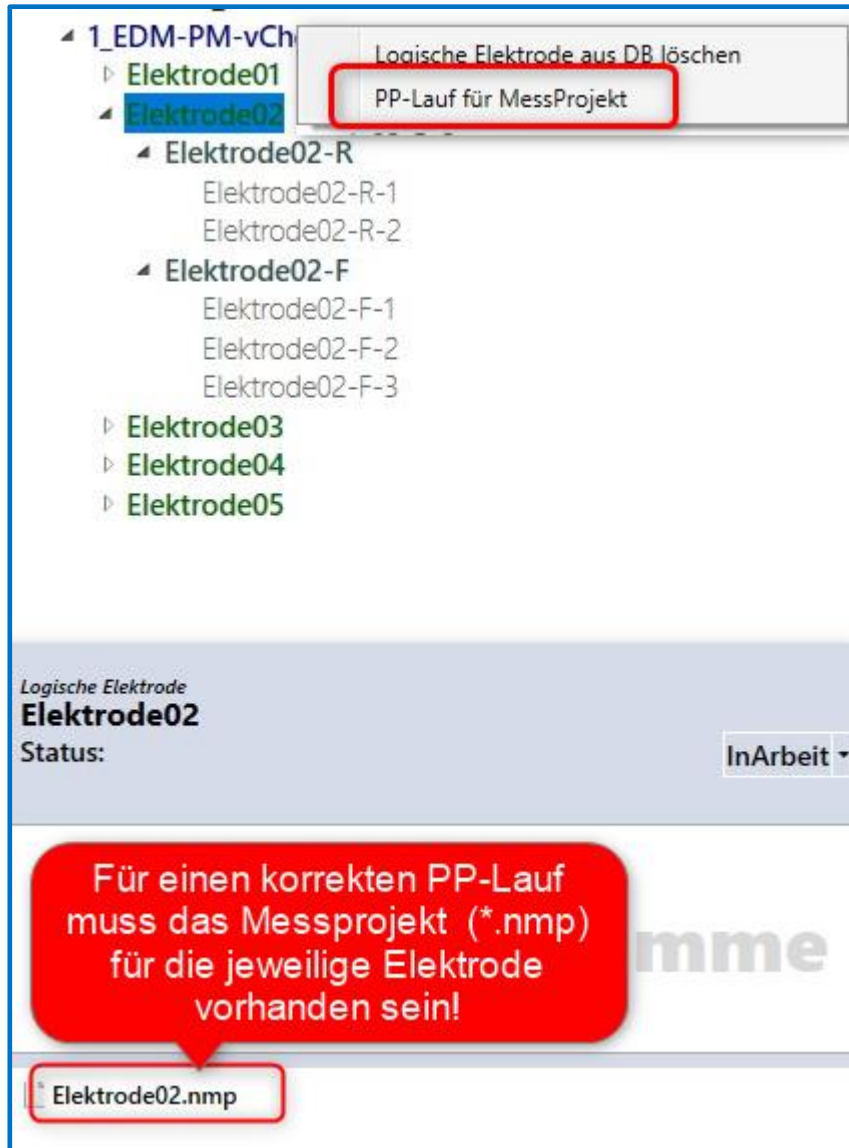 1_EDM-PM-vCh
Logische Elektrode aus DB löschen
Elektrode01
PP-Lauf für MessProjekt
Elektrode02
Elektrode02-R
Elektrode02-R-1
Elektrode02-R-2
Elektrode02-F
Elektrode02-F-1
Elektrode02-F-2
Elektrode02-F-3
Elektrode03
Elektrode04
Elektrode05
Logische Elektrode
Elektrode02
Status:
InArbeit
Für einen korrekten PP-Lauf
muss das Messprojekt (*.nmp)
für die jeweilige Elektrode
vorhanden sein!
mme
Elektrode02.nmp